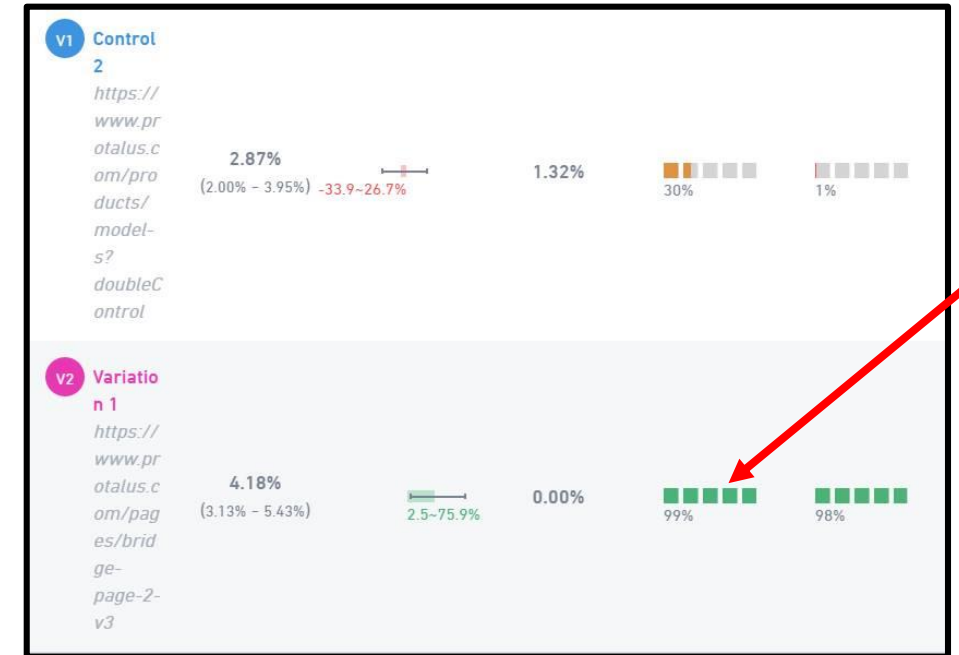 V1 Control
2
https://
www.pr
otalus.c
om/pro
ducts/
model-
s?
doubleC
ontrol
2.87%
(2.00% – 3.95%)
-33.9~26.7%
1.32%
30%
1%
V2 Variatio
n 1
https://
www.pr
otalus.c
om/pag
es/brid
ge-
page-2-
v3
4.18%
(3.13% – 5.43%)
2.5~75.9%
0.00%
99%
98%